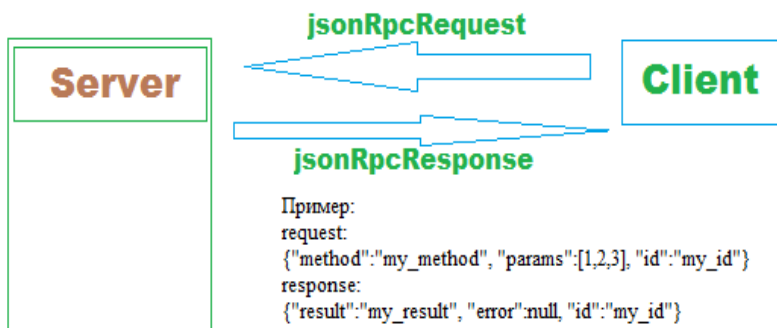 jsonRpcRequest
Server
Client
jsonRpcResponse
Пример:
request:
{"method":"my_method", "params":[1,2,3], "id":"my_id"}
response:
{"result":"my_result", "error":null, "id":"my_id"}